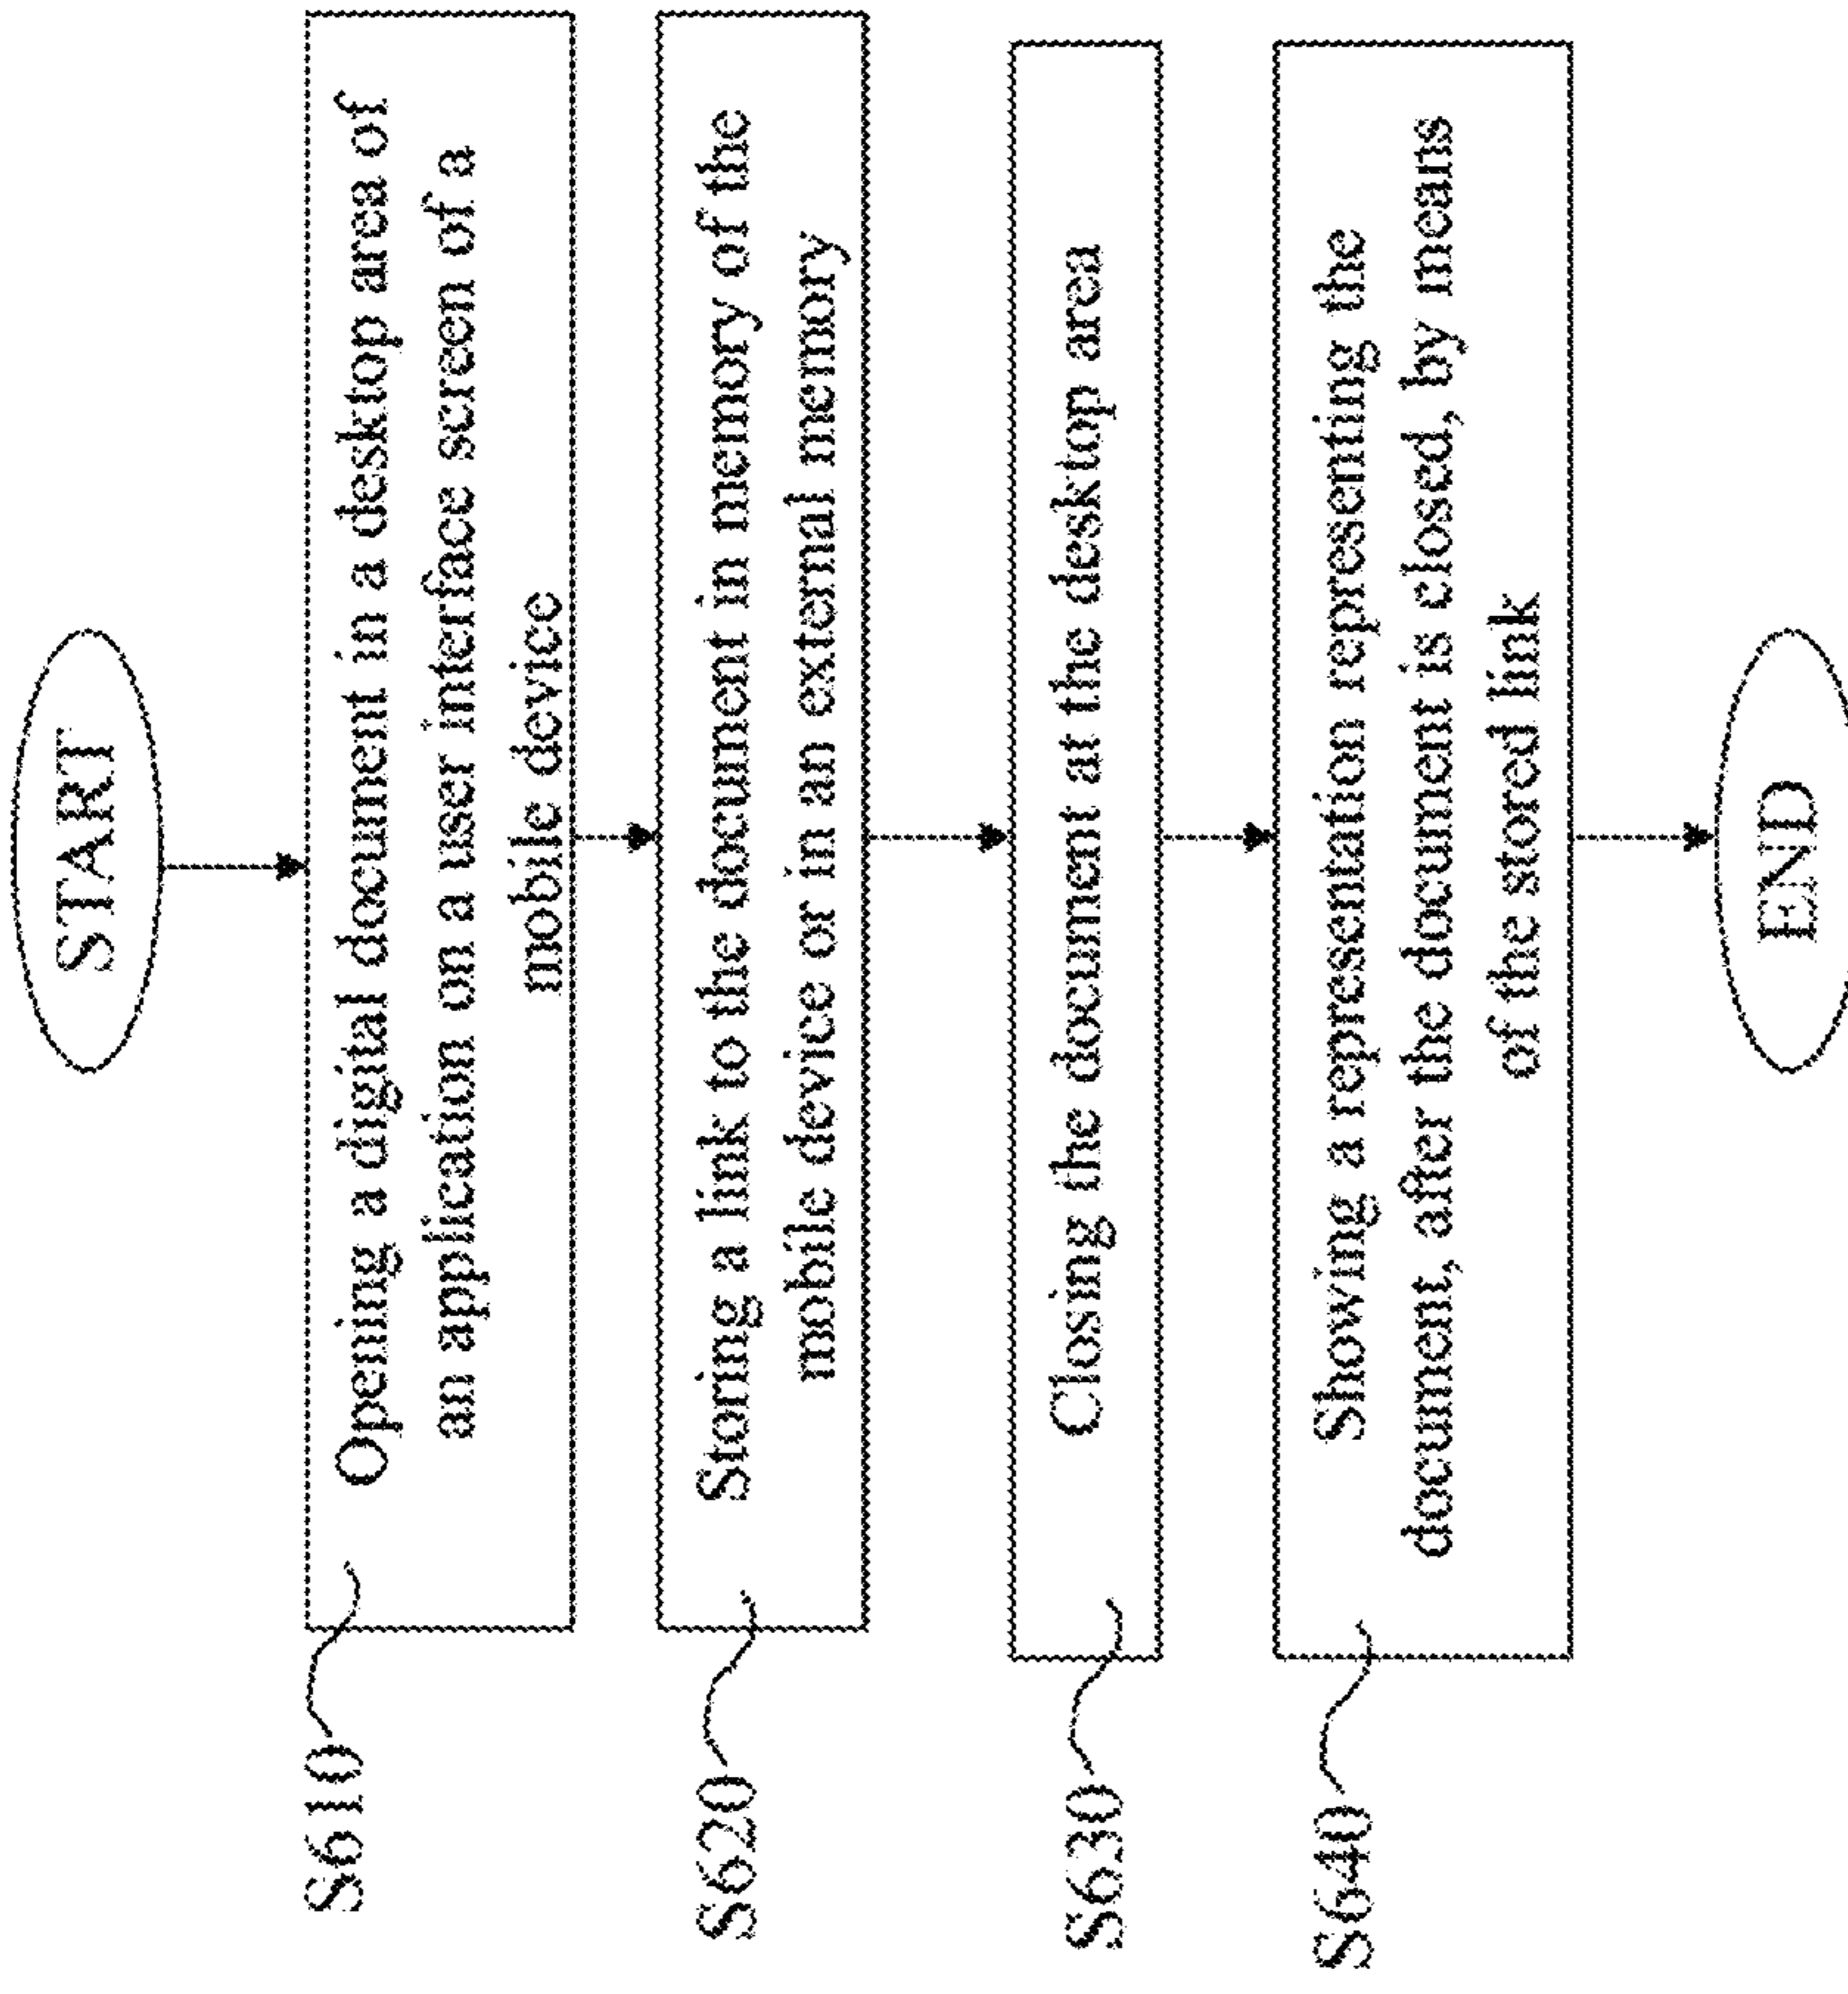 START
S610
Opening a digital document in a desktop area of
an application on a user interface screen of a
mobile device
S620
Storing a link to the document in memory of the
mobile device or in an external memory
S630
Closing the document at the desktop area
S640
Showing a representation representing the
document, after the document is closed, by means
of the stored link
END